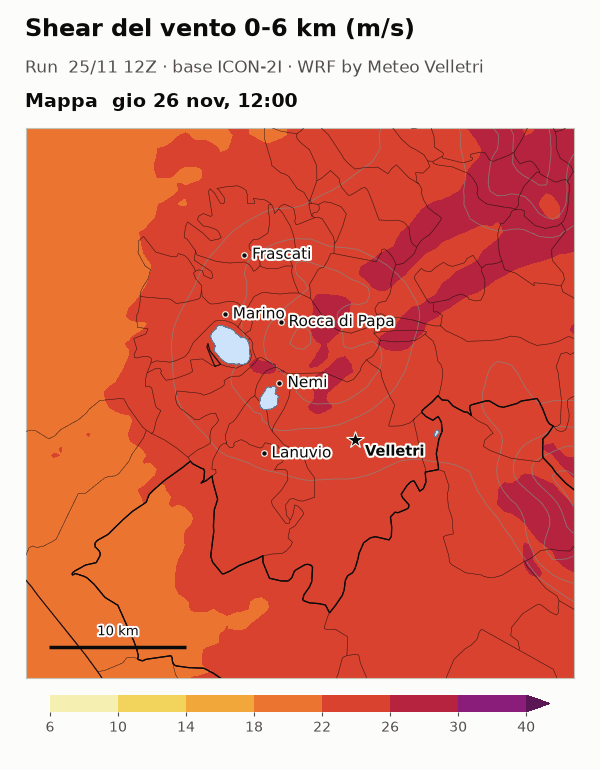 Shear del vento 0-6 km (m/s)
Run  25/11 12Z · base ICON-2I · WRF by Meteo Velletri
Mappa  gio 26 nov, 12:00
Frascati
Marino
Rocca di Papa
Nemi
Velletri
Lanuvio
10 km
6 10 14 18 22 26 30 40